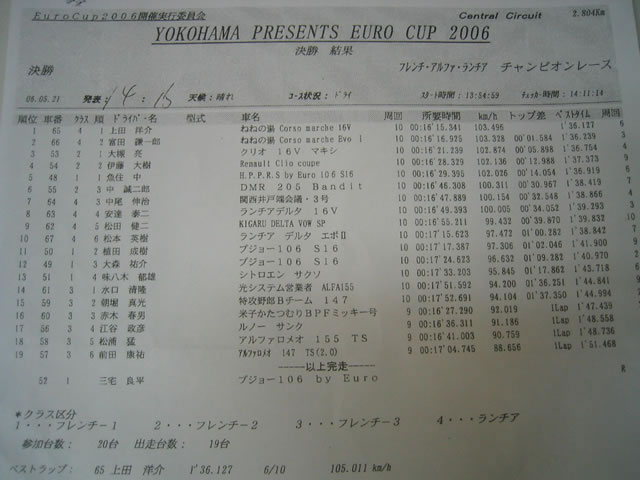 EuroCup2006開催実行委員会 Central Circuit 2.804Km
YOKOHAMA PRESENTS EURO CUP 2006
決勝 結果
決勝 フレンチ・アルファ・ランチア チャンピオンレース
08.05.21 発表: 天候:晴れ コース状況:ドライ スタート時間:13:54:59 チェッカー時間:14:11:14
順位 車番 クラス 順 ドライバ・名 型式 車名 周回 所要時間 km/h トップ差 ベストタイム 周回
1 65 4 1 上田 洋介 ねねの湯 Corso marche 16V 10 00:16'15.341 103.496 1'36.127 6
2 66 4 2 富田 謙一郎 ねねの湯 Corso marche Evo 10 00:16'16.925 103.328 00'01.584 1'36.239 3
3 53 2 1 大槻 亮 クリオ 16V マキシ 10 00:16'21.239 102.874 00'05.898 1'36.754
4 54 2 2 伊藤 大樹 Renault Clio coupe 10 00:16'28.329 102.136 00'12.988 1'37.373
5 48 1 1 魚住 中 H.P.P.R.S by Euro 106 S16 10 00:16'29.395 102.026 00'14.054 1'36.919
6 55 2 3 中 誠二郎 DMR 205 Bandit 10 00:16'46.308 100.311 00'30.967 1'38.419
7 64 4 3 中尾 伸治 関西井戸端会議・3号 10 00:16'47.889 100.154 00'32.548 1'38.866
8 63 4 4 安達 泰二 ランチアデルタ 16V 10 00:16'49.393 100.005 00'34.052 1'39.293
9 62 4 5 松田 健二 KIGARU DELTA VOW SP 10 00:16'55.211 99.432 00'39.870 1'39.832
10 67 4 6 松本 英樹 ランチア デルタ エボⅡ 10 00:17'15.623 97.472 01'00.282 1'38.842
11 50 1 2 植田 成樹 プジョー106 S16 10 00:17'17.387 97.306 01'02.046 1'41.900
12 49 1 3 大森 祐介 プジョー106 S16 10 00:17'24.623 96.632 01'09.282 1'40.970
13 51 1 4 味八木 郁雄 シトロエン サクソ 10 00:17'33.203 95.845 01'17.862 1'43.718
14 61 3 1 水口 清隆 光システム営業者 ALFA155 10 00:17'51.592 94.200 01'36.251 1'44.841
15 59 3 2 朝堀 真光 特攻野郎Bチーム 147 10 00:17'52.691 94.104 01'37.350 1'44.994
16 60 3 3 赤木 春男 米子かたつむりBPFドミッキー号 9 00:16'27.290 92.019 1Lap 1'47.439
17 56 3 4 江谷 政彦 ルノー サンク 9 00:16'36.311 91.186 1Lap 1'48.558
18 58 3 5 松浦 猛 アルファロメオ 155 TS 9 00:16'41.003 90.759 1Lap 1'48.736
19 57 3 6 前田 康祐 アルファロメオ 147 TS(2.0) 9 00:17'04.745 88.656 1Lap 1'51.468
-----以上完走-----
52 1 三宅 良平 プジョー106 by Euro 8
*クラス区分
1・・・フレンチ-1 2・・・フレンチ-2 3・・・フレンチ-3 4・・・ランチア
参加台数: 20台 出走台数: 19台
ベストラップ: 65 上田 洋介 1'36.127 6/10 105.011 km/h